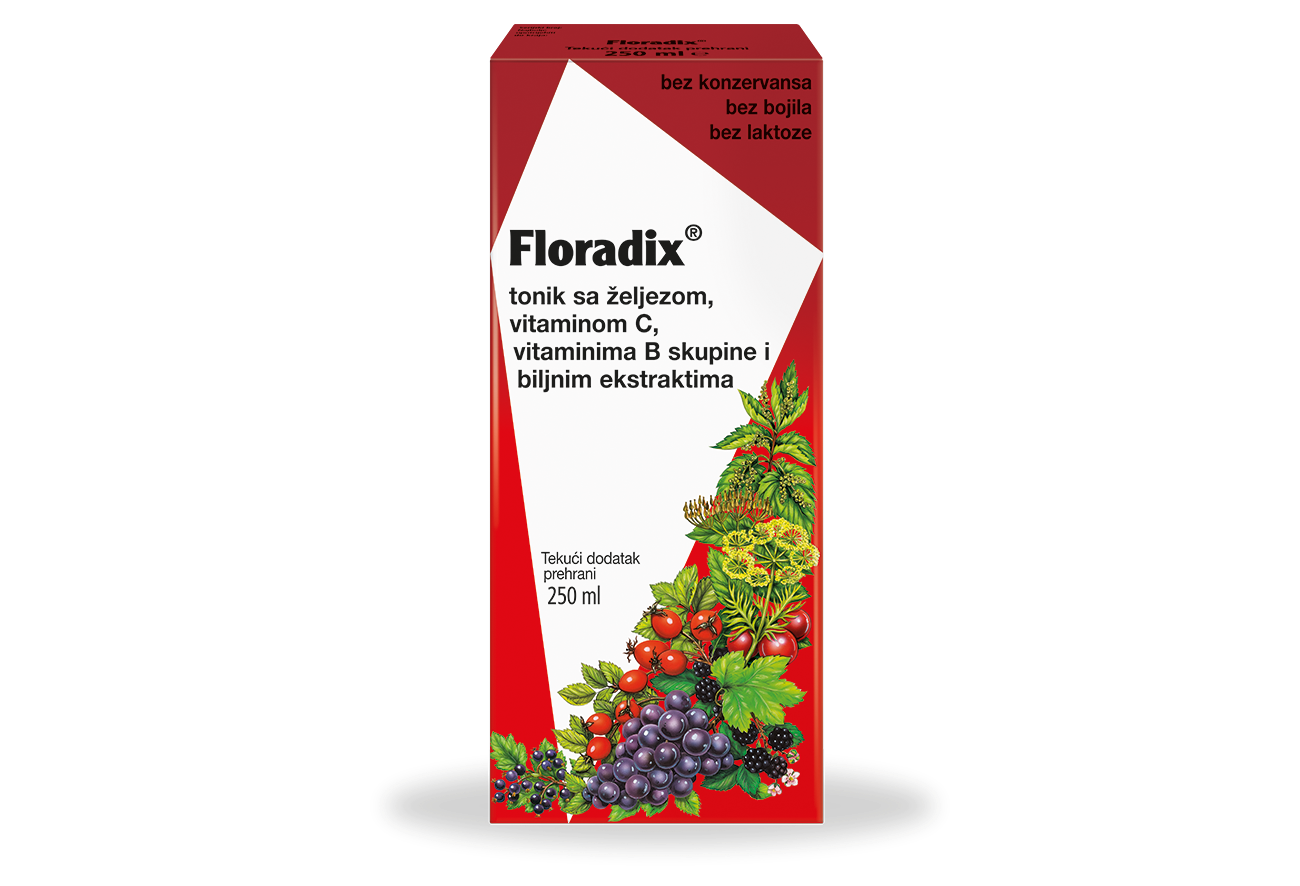 Floradix™
Tekući dodatak prehrani
250 ml ℮
bez konzervansa
bez bojila
bez laktoze
Floradix®
tonik sa željezom,
vitaminom C,
vitaminima B skupine i
biljnim ekstraktima
Tekući dodatak
prehrani
250 ml